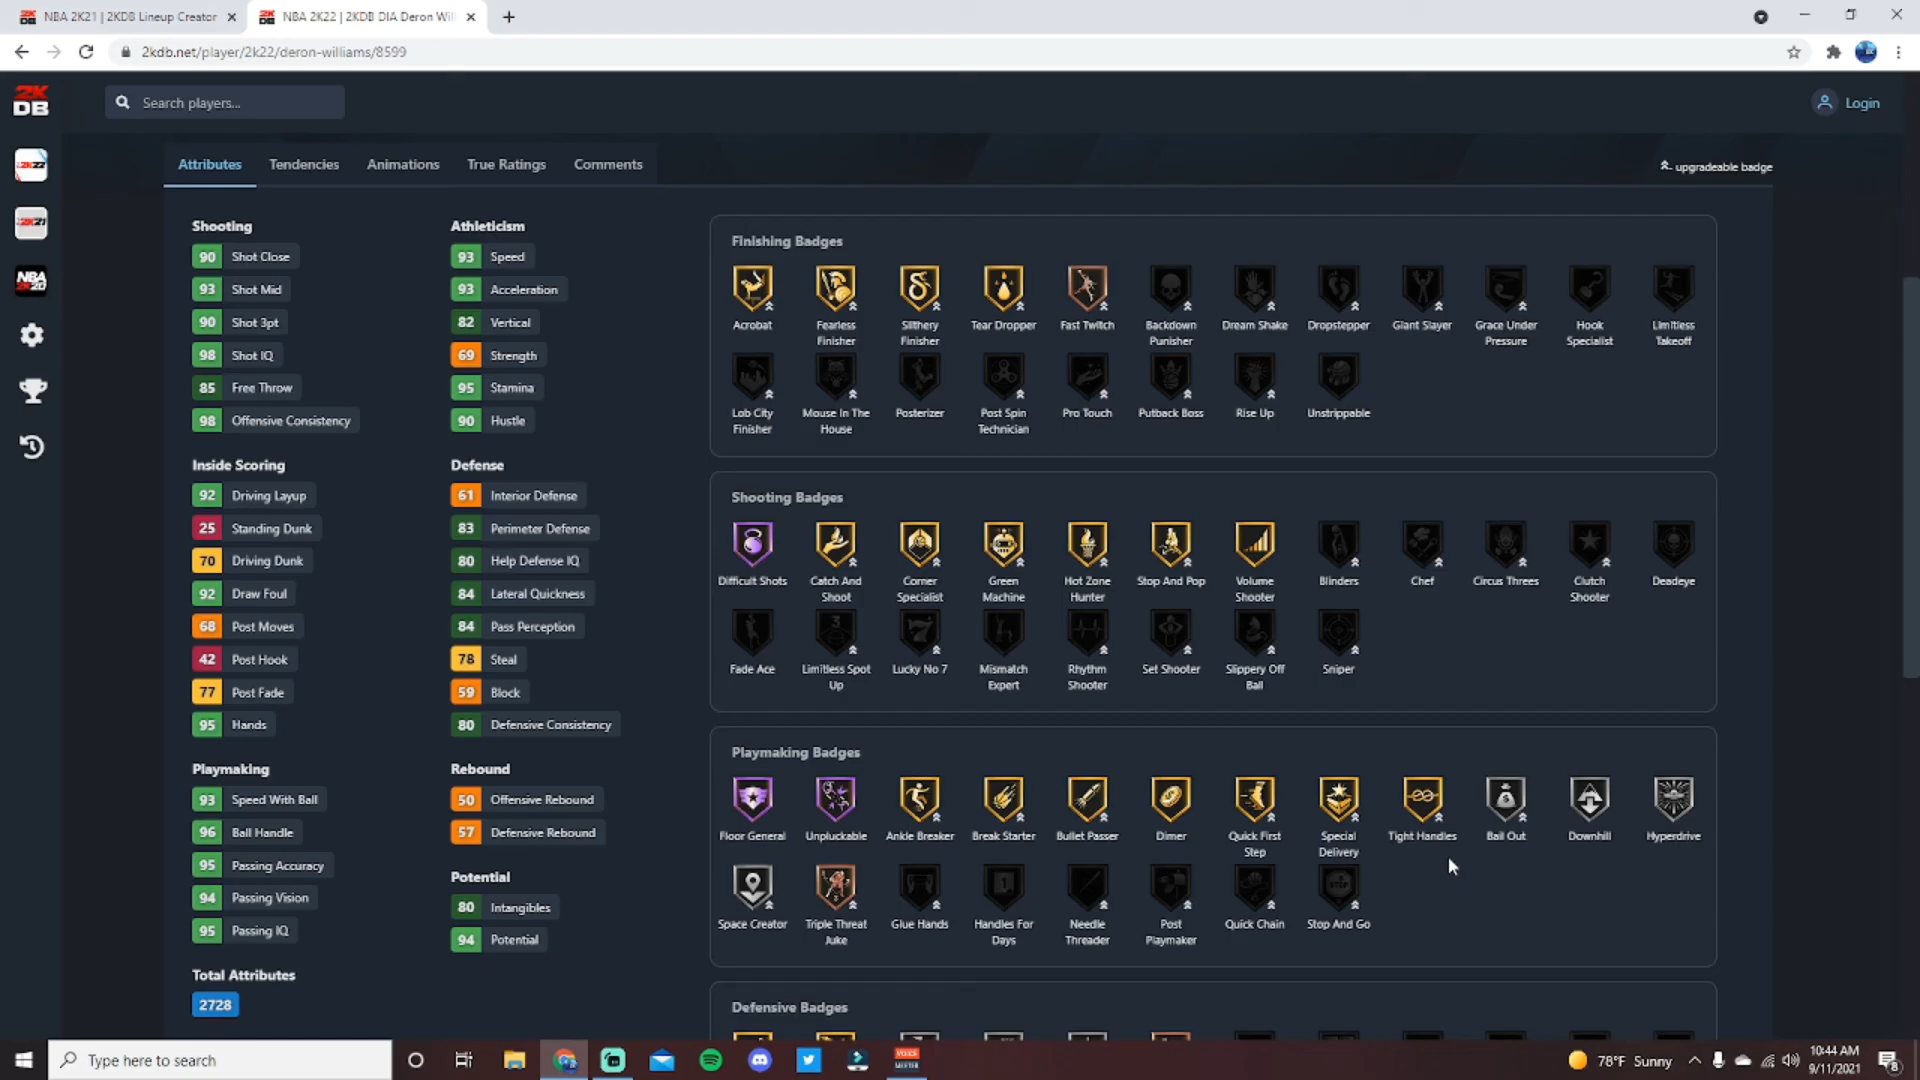 NBA 2K21 | 2KDB Lineup Creator
NBA 2K22 | 2KDB DIA Deron Will
2kdb.net/player/2k22/deron-williams/8599
2K
DB
Search players...
Login
2K22
2K21
NBA
2K20
Attributes Tendencies Animations True Ratings Comments
- upgradeable badge
Shooting
90 Shot Close
93 Shot Mid
90 Shot 3pt
98 Shot IQ
85 Free Throw
98 Offensive Consistency
Inside Scoring
92 Driving Layup
25 Standing Dunk
70 Driving Dunk
92 Draw Foul
68 Post Moves
42 Post Hook
77 Post Fade
95 Hands
Playmaking
93 Speed With Ball
96 Ball Handle
95 Passing Accuracy
94 Passing Vision
95 Passing IQ
Total Attributes
2728
Athleticism
93 Speed
93 Acceleration
82 Vertical
69 Strength
95 Stamina
90 Hustle
Defense
61 Interior Defense
83 Perimeter Defense
80 Help Defense IQ
84 Lateral Quickness
84 Pass Perception
78 Steal
59 Block
80 Defensive Consistency
Rebound
50 Offensive Rebound
57 Defensive Rebound
Potential
80 Intangibles
94 Potential
Finishing Badges
Acrobat
Fearless
Finisher
Slithery
Finisher
Tear Dropper
Fast Twitch
Backdown
Punisher
Dream Shake
Dropstepper
Giant Slayer
Grace Under
Pressure
Hook
Specialist
Limitless
Takeoff
Lob City
Finisher
Mouse In The
House
Posterizer
Post Spin
Technician
Pro Touch
Putback Boss
Rise Up
Unstrippable
Shooting Badges
Difficult Shots
Catch And
Shoot
Corner
Specialist
Green
Machine
Hot Zone
Hunter
Stop And Pop
Volume
Shooter
Blinders
Chef
Circus Threes
Clutch
Shooter
Deadeye
Fade Ace
Limitless Spot
Up
Lucky No 7
Mismatch
Expert
Rhythm
Shooter
Set Shooter
Slippery Off
Ball
Sniper
Playmaking Badges
Floor General
Unpluckable
Ankle Breaker
Break Starter
Bullet Passer
Dimer
Quick First
Step
Special
Delivery
Tight Handles
Bail Out
Downhill
Hyperdrive
Space Creator
Triple Threat
Juke
Glue Hands
Handles For
Days
Needle
Threader
Post
Playmaker
Quick Chain
Stop And Go
Defensive Badges
Type here to search
78°F Sunny
10:44 AM
9/11/2021
8